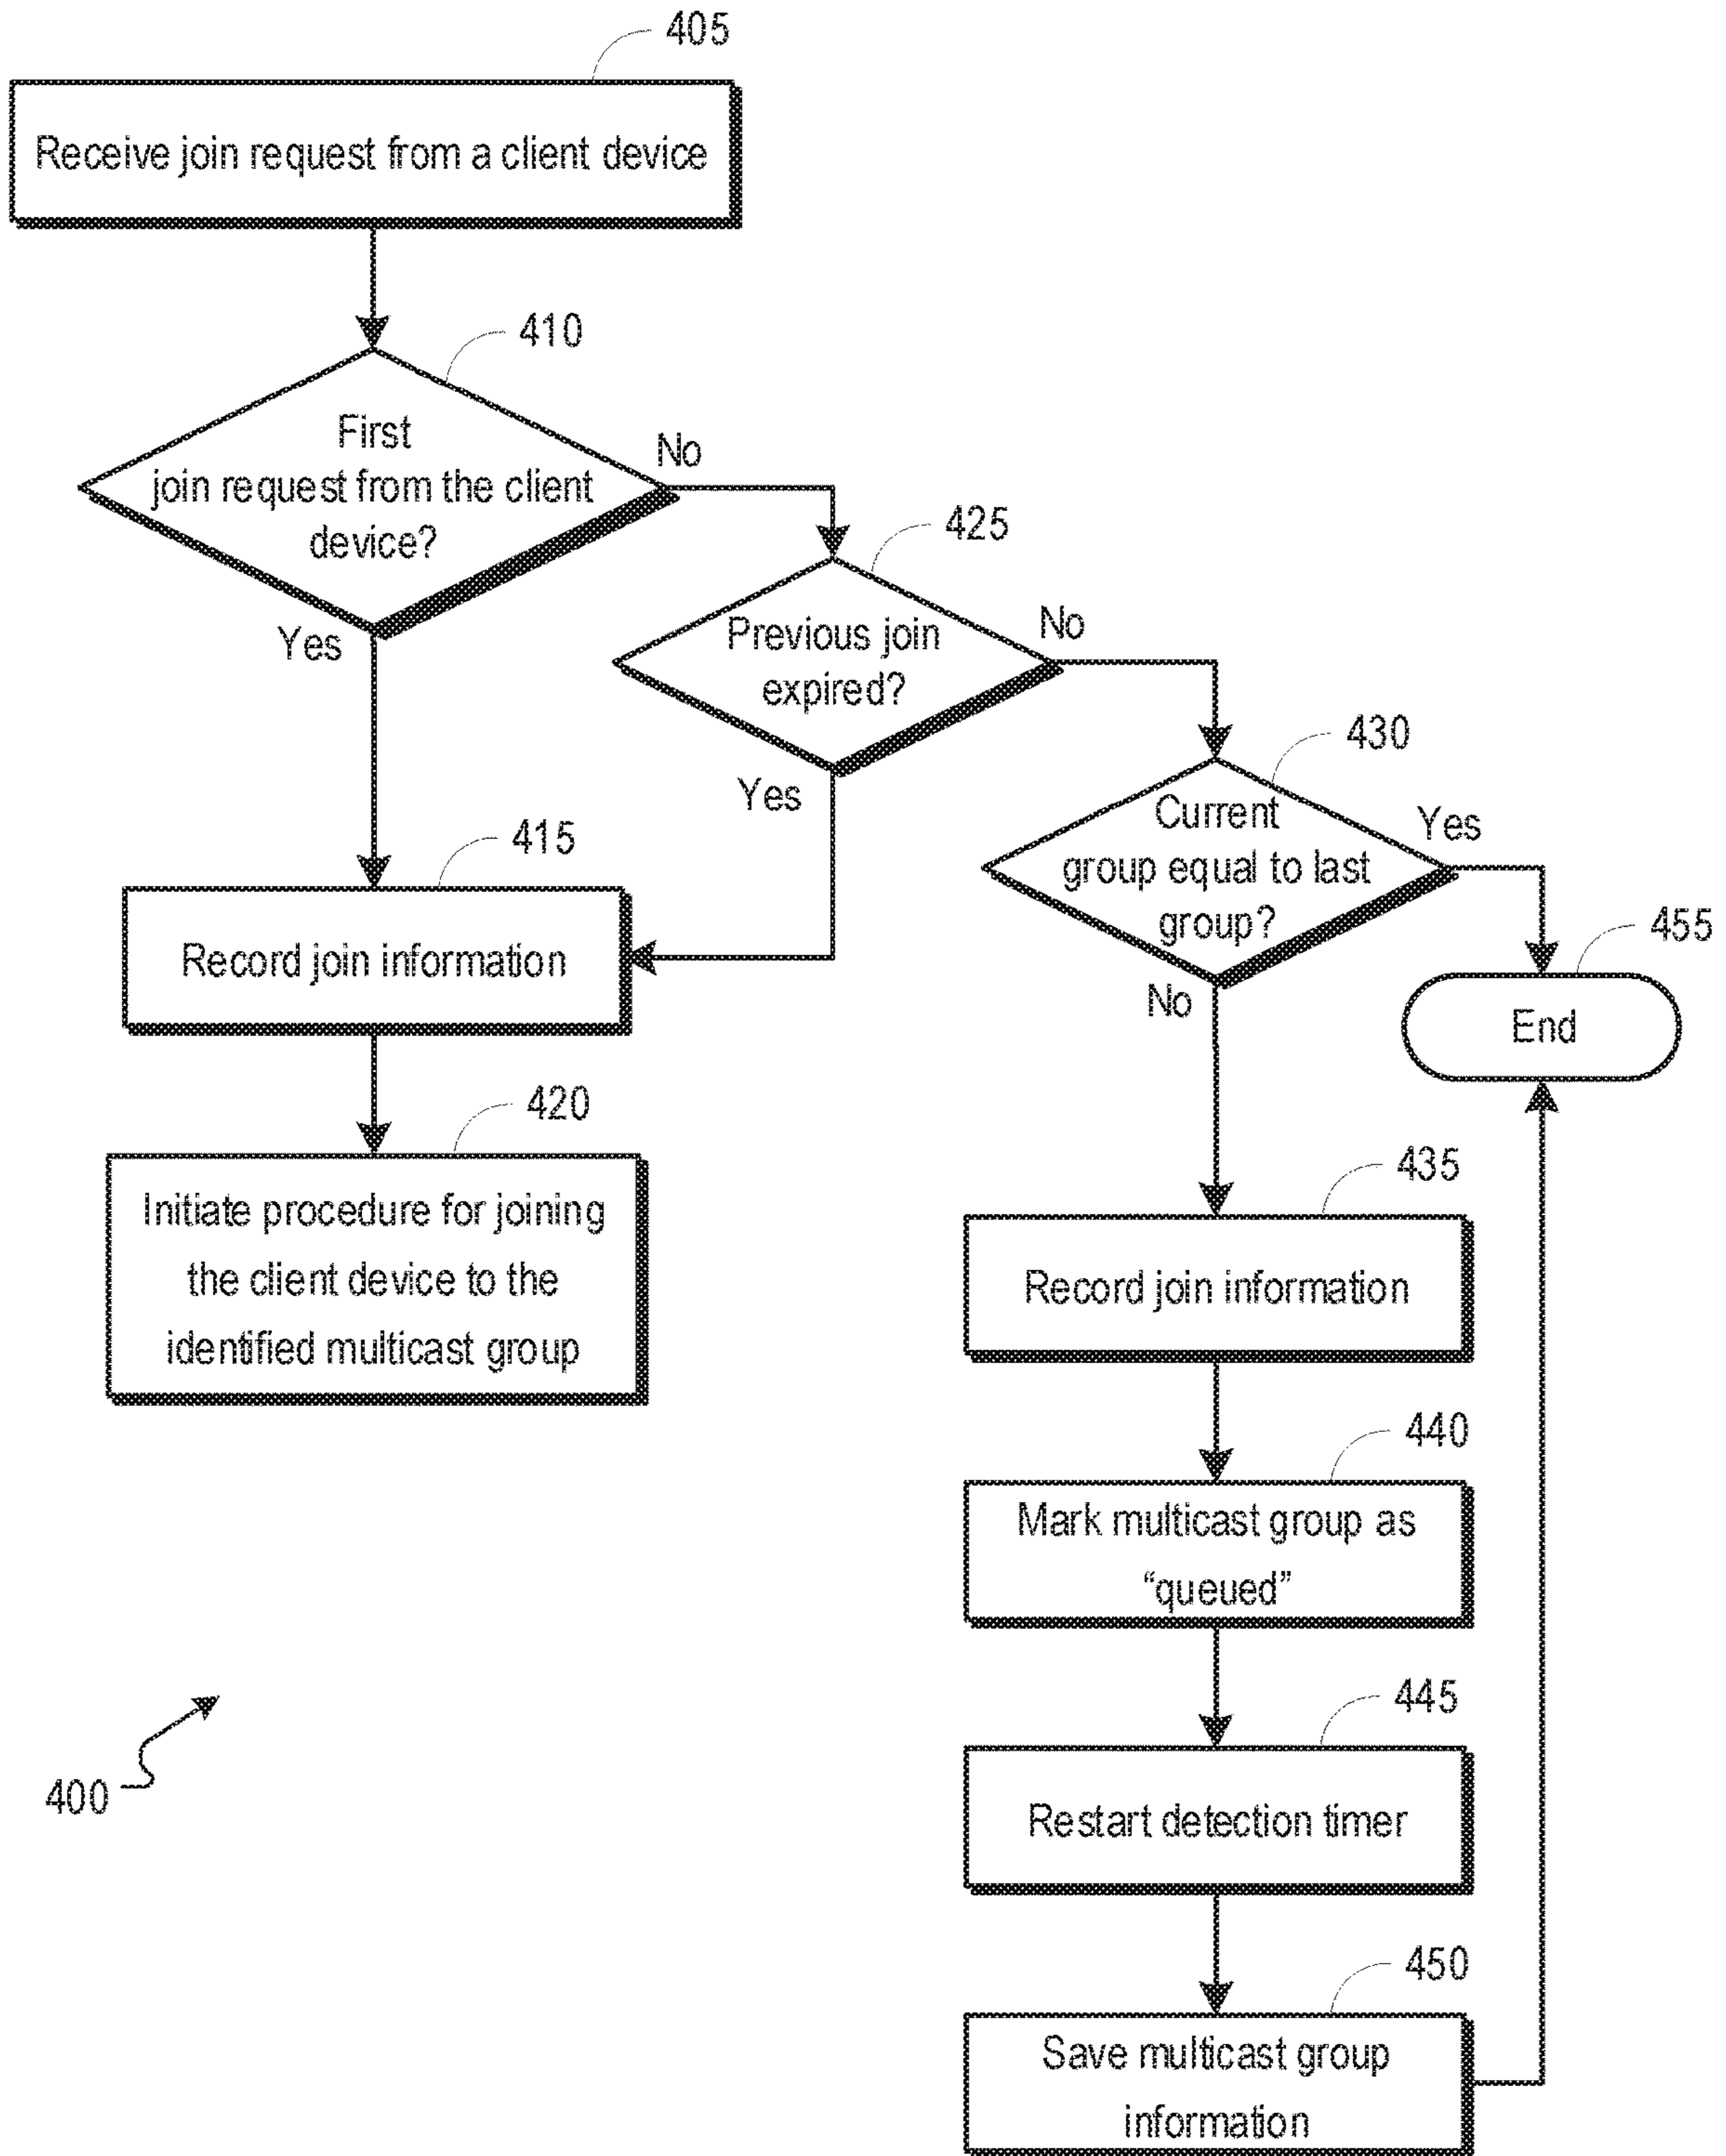 405
Receive join request from a client device
410
First
join request from the client
device?
No
Yes
425
Previous join
expired?
No
Yes
430
Current
group equal to last
group?
Yes
No
415
Record join information
455
End
420
Initiate procedure for joining
the client device to the
identified multicast group
435
Record join information
440
Mark multicast group as
“queued”
445
Restart detection timer
400
450
Save multicast group
information